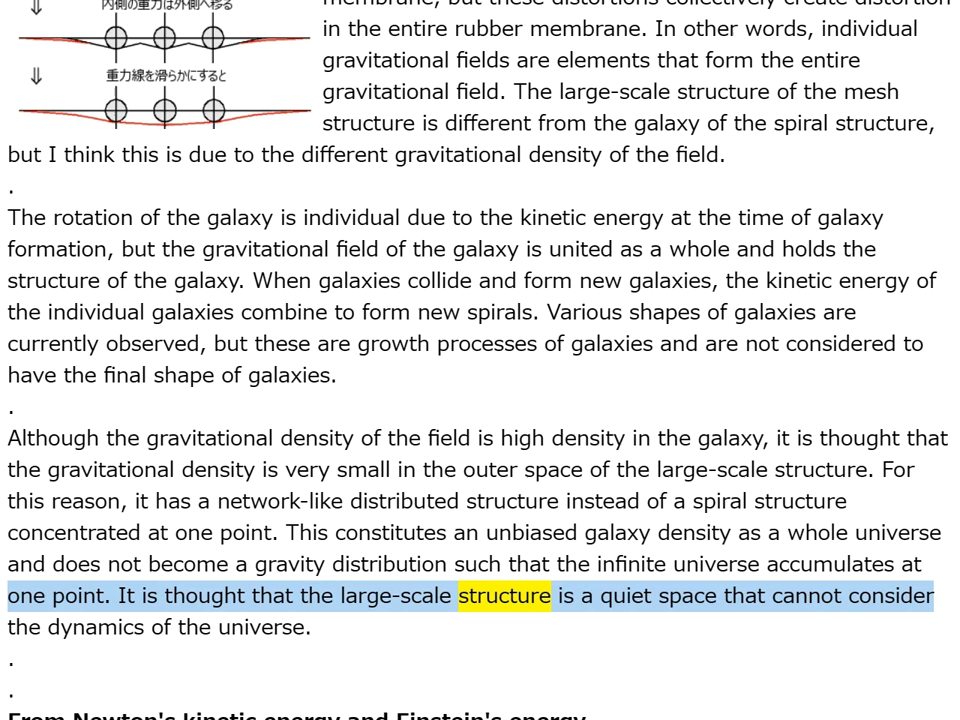 内側の重力は外側へ移る
membrane, but these distortions collectively create distortion
⇓
in the entire rubber membrane. In other words, individual
gravitational fields are elements that form the entire
⇓ 重力線を滑らかにすると
gravitational field. The large-scale structure of the mesh
structure is different from the galaxy of the spiral structure,
but I think this is due to the different gravitational density of the field.
.
The rotation of the galaxy is individual due to the kinetic energy at the time of galaxy
formation, but the gravitational field of the galaxy is united as a whole and holds the
structure of the galaxy. When galaxies collide and form new galaxies, the kinetic energy of
the individual galaxies combine to form new spirals. Various shapes of galaxies are
currently observed, but these are growth processes of galaxies and are not considered to
have the final shape of galaxies.
.
Although the gravitational density of the field is high density in the galaxy, it is thought that
the gravitational density is very small in the outer space of the large-scale structure. For
this reason, it has a network-like distributed structure instead of a spiral structure
concentrated at one point. This constitutes an unbiased galaxy density as a whole universe
and does not become a gravity distribution such that the infinite universe accumulates at
one point. It is thought that the large-scale structure is a quiet space that cannot consider
the dynamics of the universe.
.
.
From Newton's kinetic energy and Einstein's energy